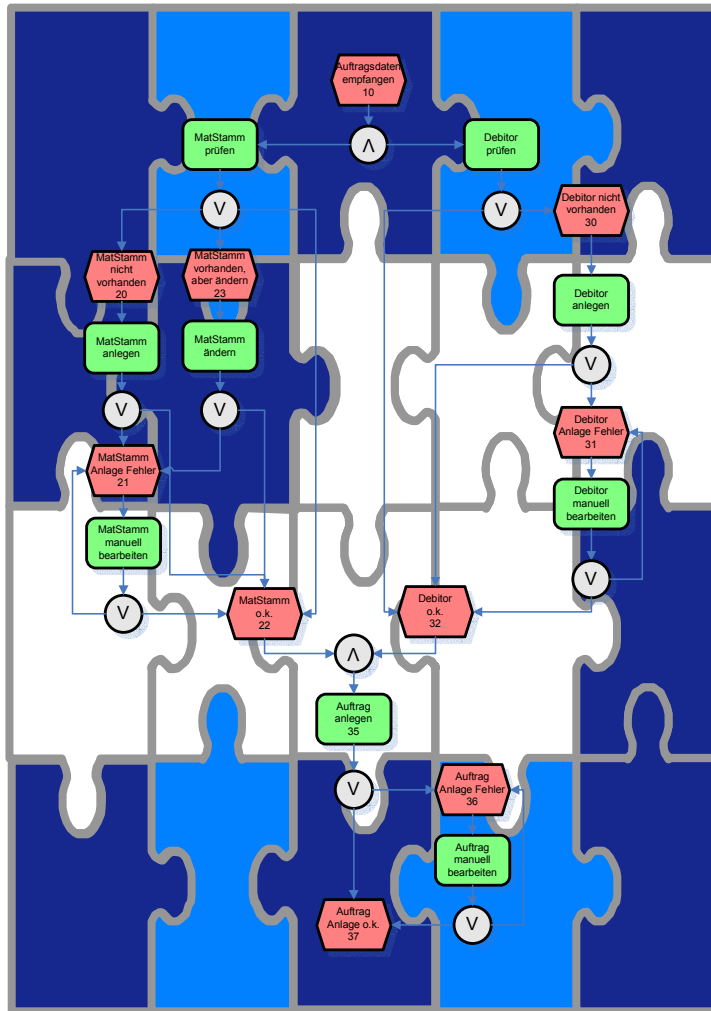 Auftragsdaten
empfangen
10
MatStamm
prüfen
Λ
Debitor
prüfen
V
V
Debitor nicht
vorhanden
30
MatStamm
nicht
vorhanden
20
MatStamm
vorhanden,
aber ändern
23
Debitor
anlegen
MatStamm
anlegen
MatStamm
ändern
V
V
V
Debitor
Anlage Fehler
31
MatStamm
Anlage Fehler
21
Debitor
manuell
bearbeiten
MatStamm
manuell
bearbeiten
V
V
MatStamm
o.k.
22
Debitor
o.k.
32
Λ
Auftrag
anlegen
35
V
Auftrag
Anlage Fehler
36
Auftrag
manuell
bearbeiten
Auftrag
Anlage o.k.
37
V